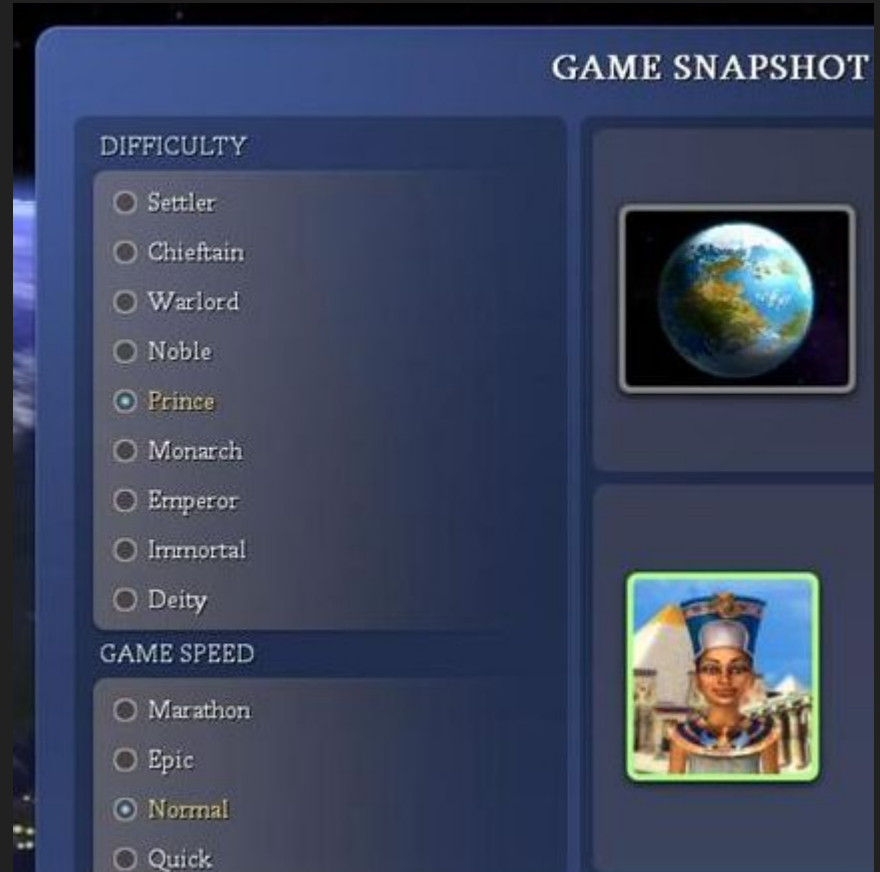 GAME SNAPSHOT
DIFFICULTY
Settler
Chieftain
Warlord
Noble
Prince
Monarch
Emperor
Immortal
Deity
GAME SPEED
Marathon
Epic
Normal
Quick